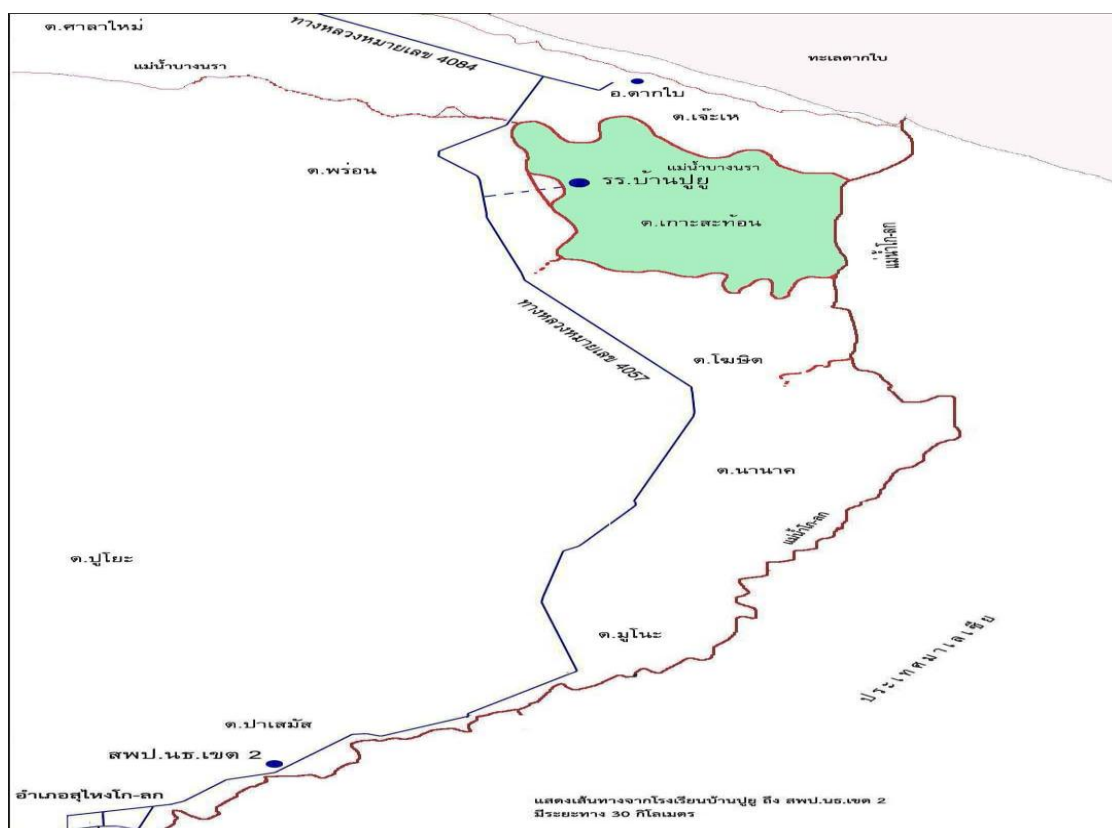 ต.ศาลาใหม่
ทางหลวงหมายเลข 4084
ทะเลตากใบ
แม่น้ำบางนรา
อ.ตากใบ
ต.เจ๊ะเห
ต.พร่อน
แม่น้ำบางนรา
รร.บ้านปูยู
ต.เกาะสะท้อน
แม่น้ำโก-ลก
ทางหลวงหมายเลข 4057
ต.โฆษิต
ต.นานาค
แม่น้ำโก-ลก
ต.ปูโยะ
ต.มูโนะ
ประเทศมาเลเซีย
ต.ปาเสมัส
สพป.นธ.เขต 2
อำเภอสุไหงโก-ลก
แสดงเส้นทางจากโรงเรียนบ้านปูยู ถึง สพป.นธ.เขต 2
มีระยะทาง 30 กิโลเมตร